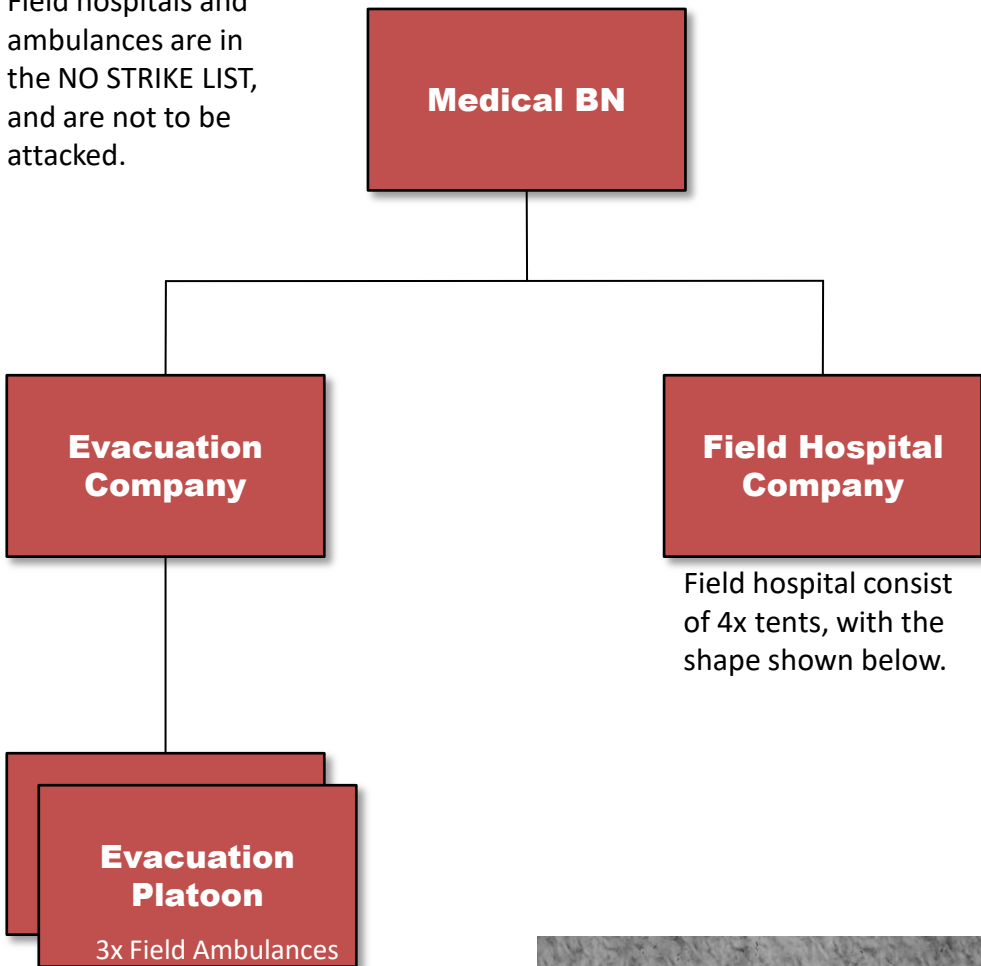 Field hospitals and
ambulances are in
the NO STRIKE LIST,
and are not to be
attacked.
Medical BN
Evacuation
Company
Field Hospital
Company
Field hospital consist
of 4x tents, with the
shape shown below.
Evacuation
Platoon
3x Field Ambulances